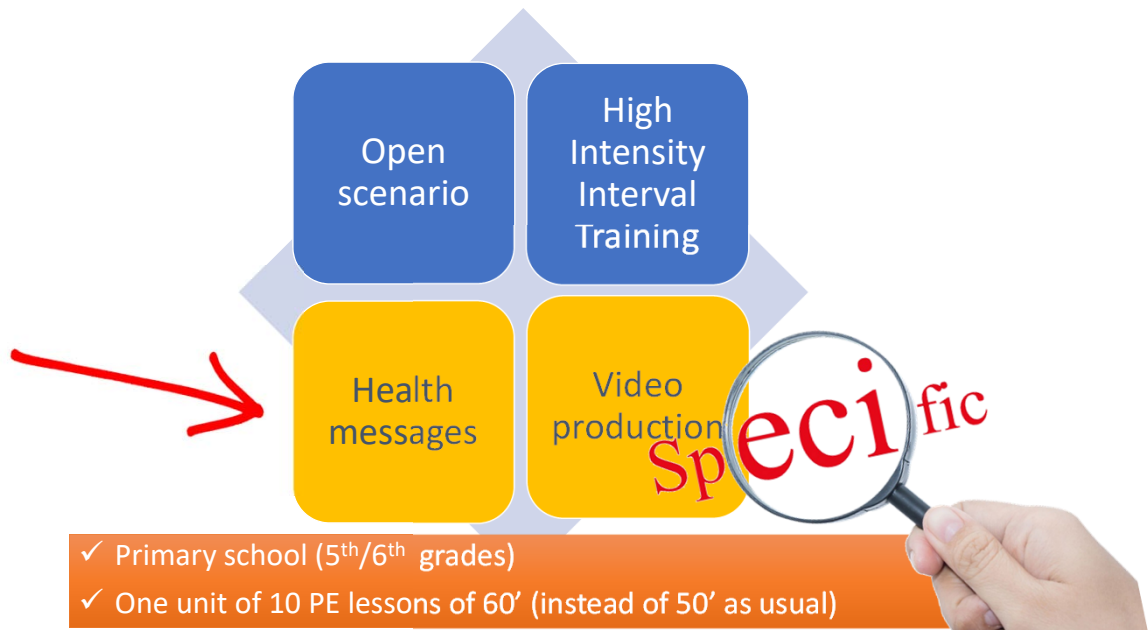 Open
scenario
High
Intensity
Interval
Training
Health
messages
Video
production
Specific
✓ Primary school (5th/6th grades)
✓ One unit of 10 PE lessons of 60’ (instead of 50’ as usual)